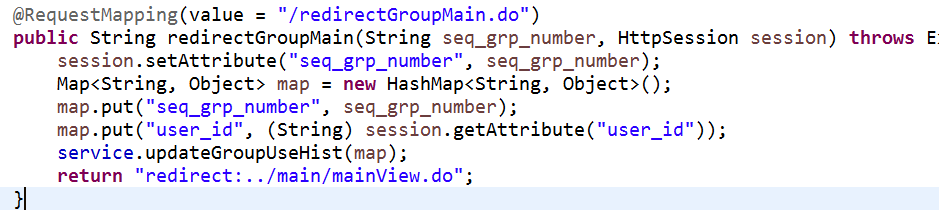 @RequestMapping(value = "/redirectGroupMain.do")
public String redirectGroupMain(String seq_grp_number, HttpSession session) throws E
session.setAttribute("seq_grp_number", seq_grp_number);
Map<String, Object> map = new HashMap<String, Object>();
map.put("seq_grp_number", seq_grp_number);
map.put("user_id", (String) session.getAttribute("user_id"));
service.updateGroupUseHist(map);
return "redirect:../main/mainView.do";
}